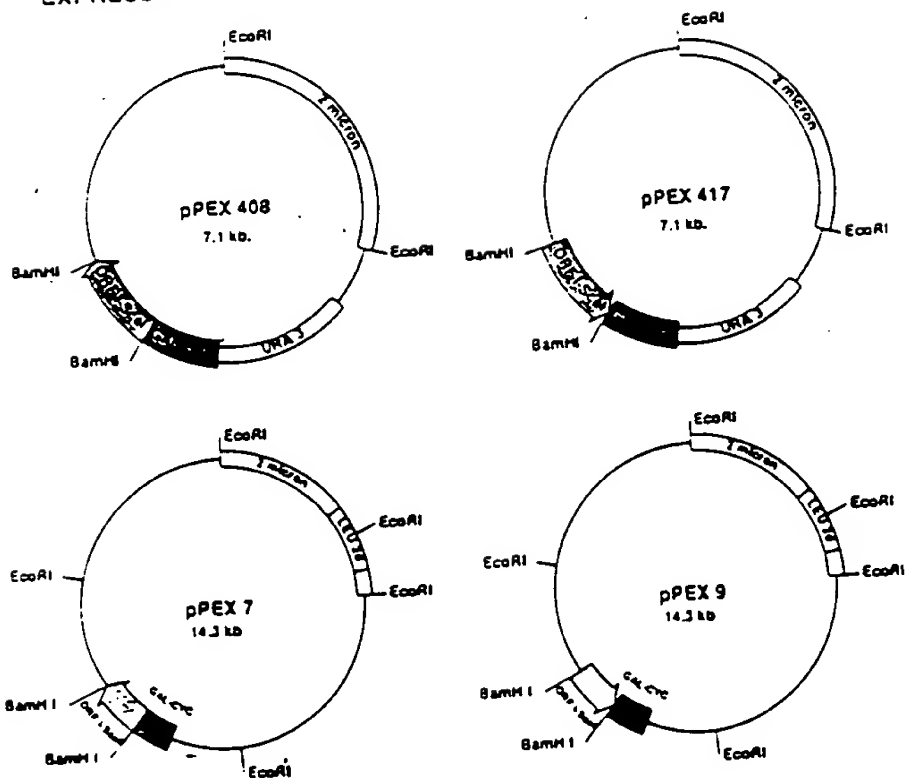 EcoRI
2 micron
pPEX 408
7.1 kb.
EcoRI
BamHI
BamHI
URA 3
EcoRI
2 micron
pPEX 417
7.1 kb.
EcoRI
BamHI
BamHI
URA 3
EcoRI
2 micron
LEU 2d
EcoRI
EcoRI
EcoRI
pPEX 7
14.3 kb
BamH I
GAL-CYC
BamH I
EcoRI
EcoRI
2 micron
LEU 2d
EcoRI
EcoRI
EcoRI
pPEX 9
14.3 kb
BamH I
GAL-CYC
BamH I
EcoRI